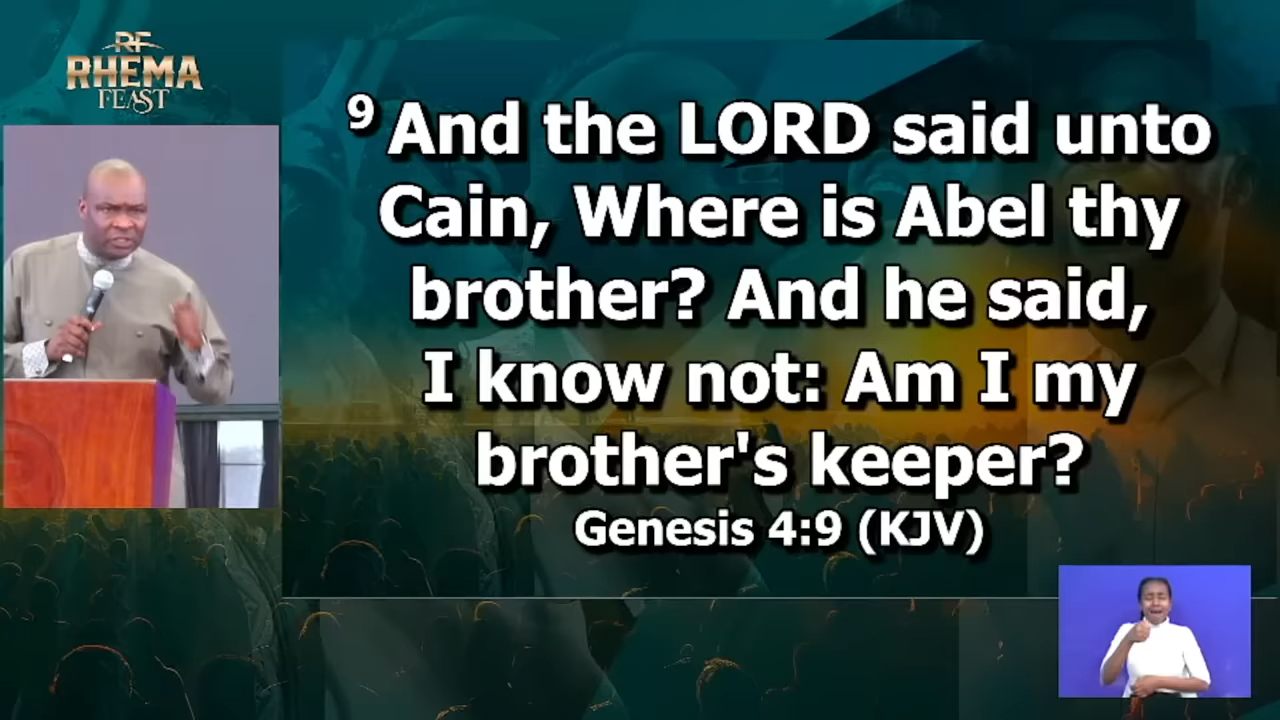 RF
RHEMA
FEAST
9 And the LORD said unto
Cain, Where is Abel thy
brother? And he said,
I know not: Am I my
brother's keeper?
Genesis 4:9 (KJV)